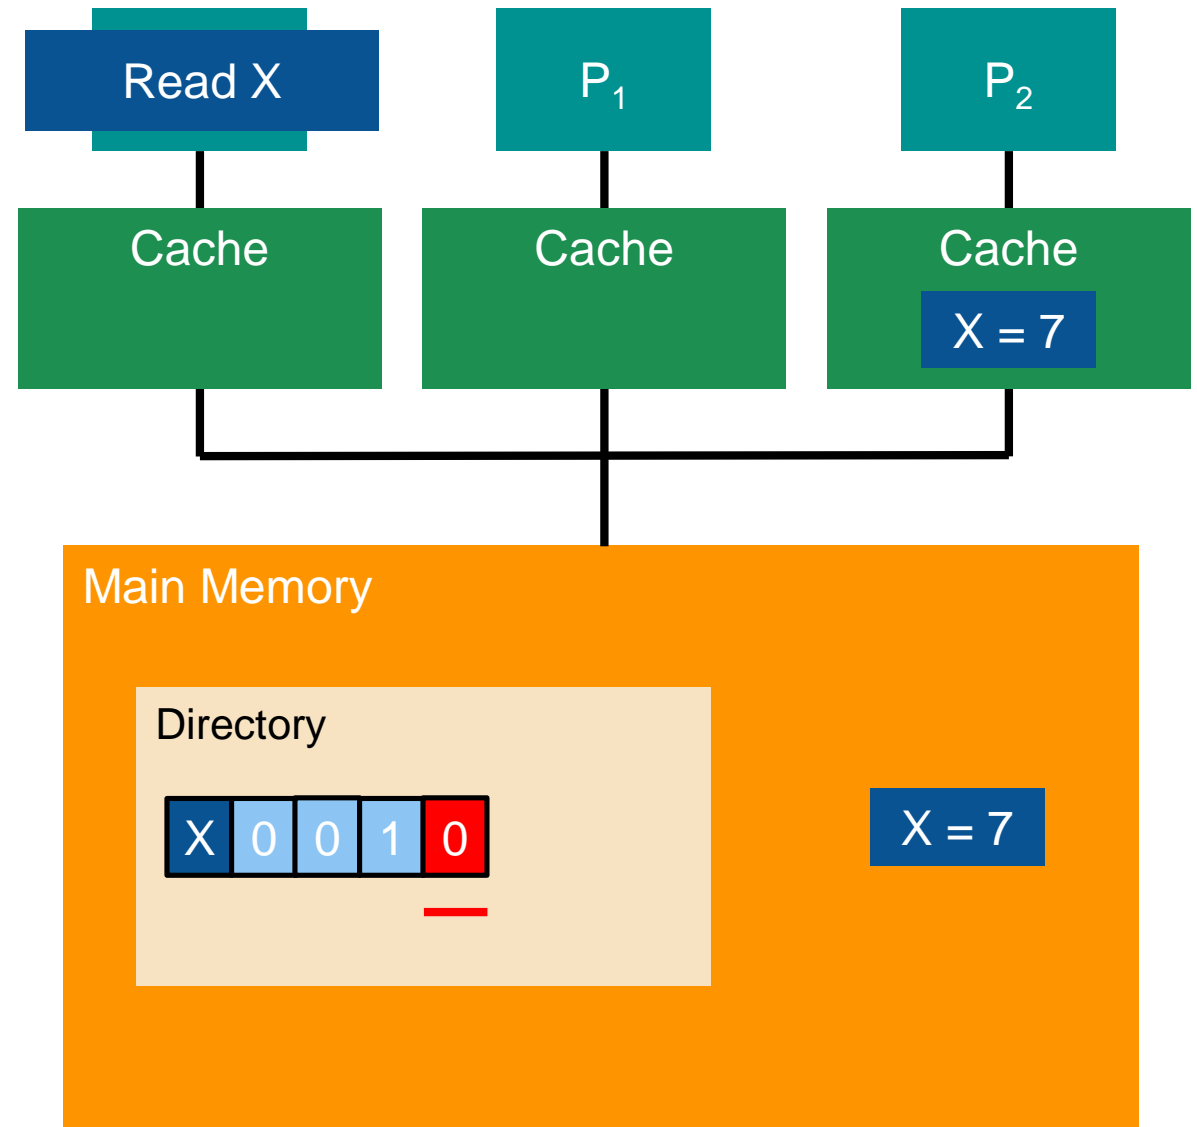 Read X
P₁
P₂
Cache
Cache
Cache
X = 7
Main Memory
Directory
X 0 0 1 0
X = 7